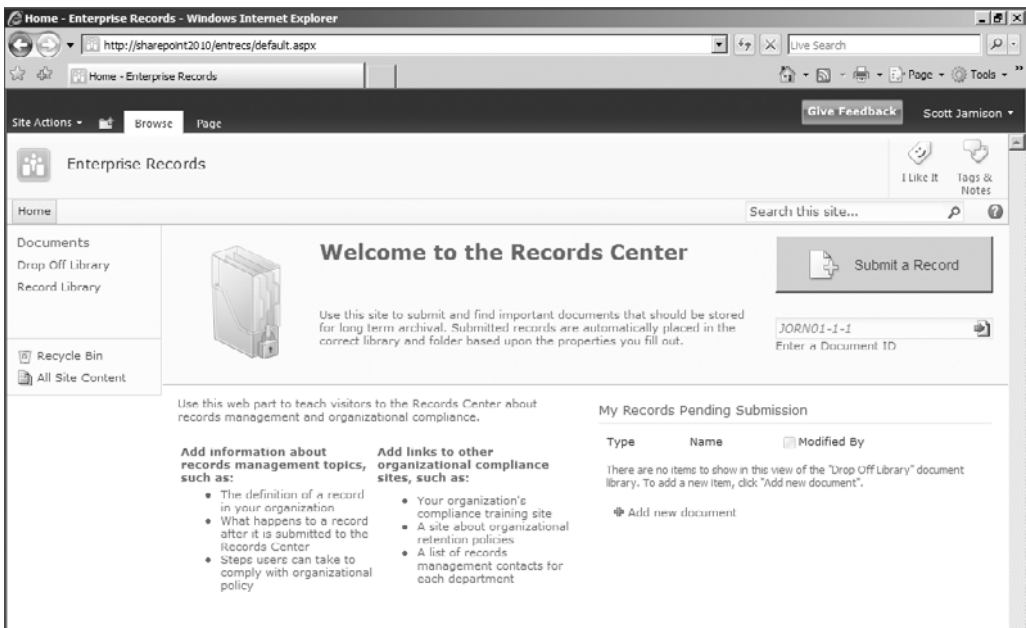 Home - Enterprise Records - Windows Internet Explorer
http://sharepoint2010/entrecs/default.aspx
Live Search
Home - Enterprise Records
Page
Tools
Site Actions
Browse
Page
Give Feedback
Scott Jamison
Enterprise Records
I Like It
Tags &
Notes
Home
Search this site...
Documents
Drop Off Library
Record Library
Recycle Bin
All Site Content
Welcome to the Records Center
Use this site to submit and find important documents that should be stored
for long term archival. Submitted records are automatically placed in the
correct library and folder based upon the properties you fill out.
Submit a Record
JORN01-1-1
Enter a Document ID
Use this web part to teach visitors to the Records Center about
records management and organizational compliance.
Add information about
records management topics,
such as:
• The definition of a record
in your organization
• What happens to a record
after it is submitted to the
Records Center
• Steps users can take to
comply with organizational
policy
Add links to other
organizational compliance
sites, such as:
• Your organization's
compliance training site
• A site about organizational
retention policies
• A list of records
management contacts for
each department
My Records Pending Submission
Type Name Modified By
There are no items to show in this view of the "Drop Off Library" document
library. To add a new item, click "Add new document".
Add new document